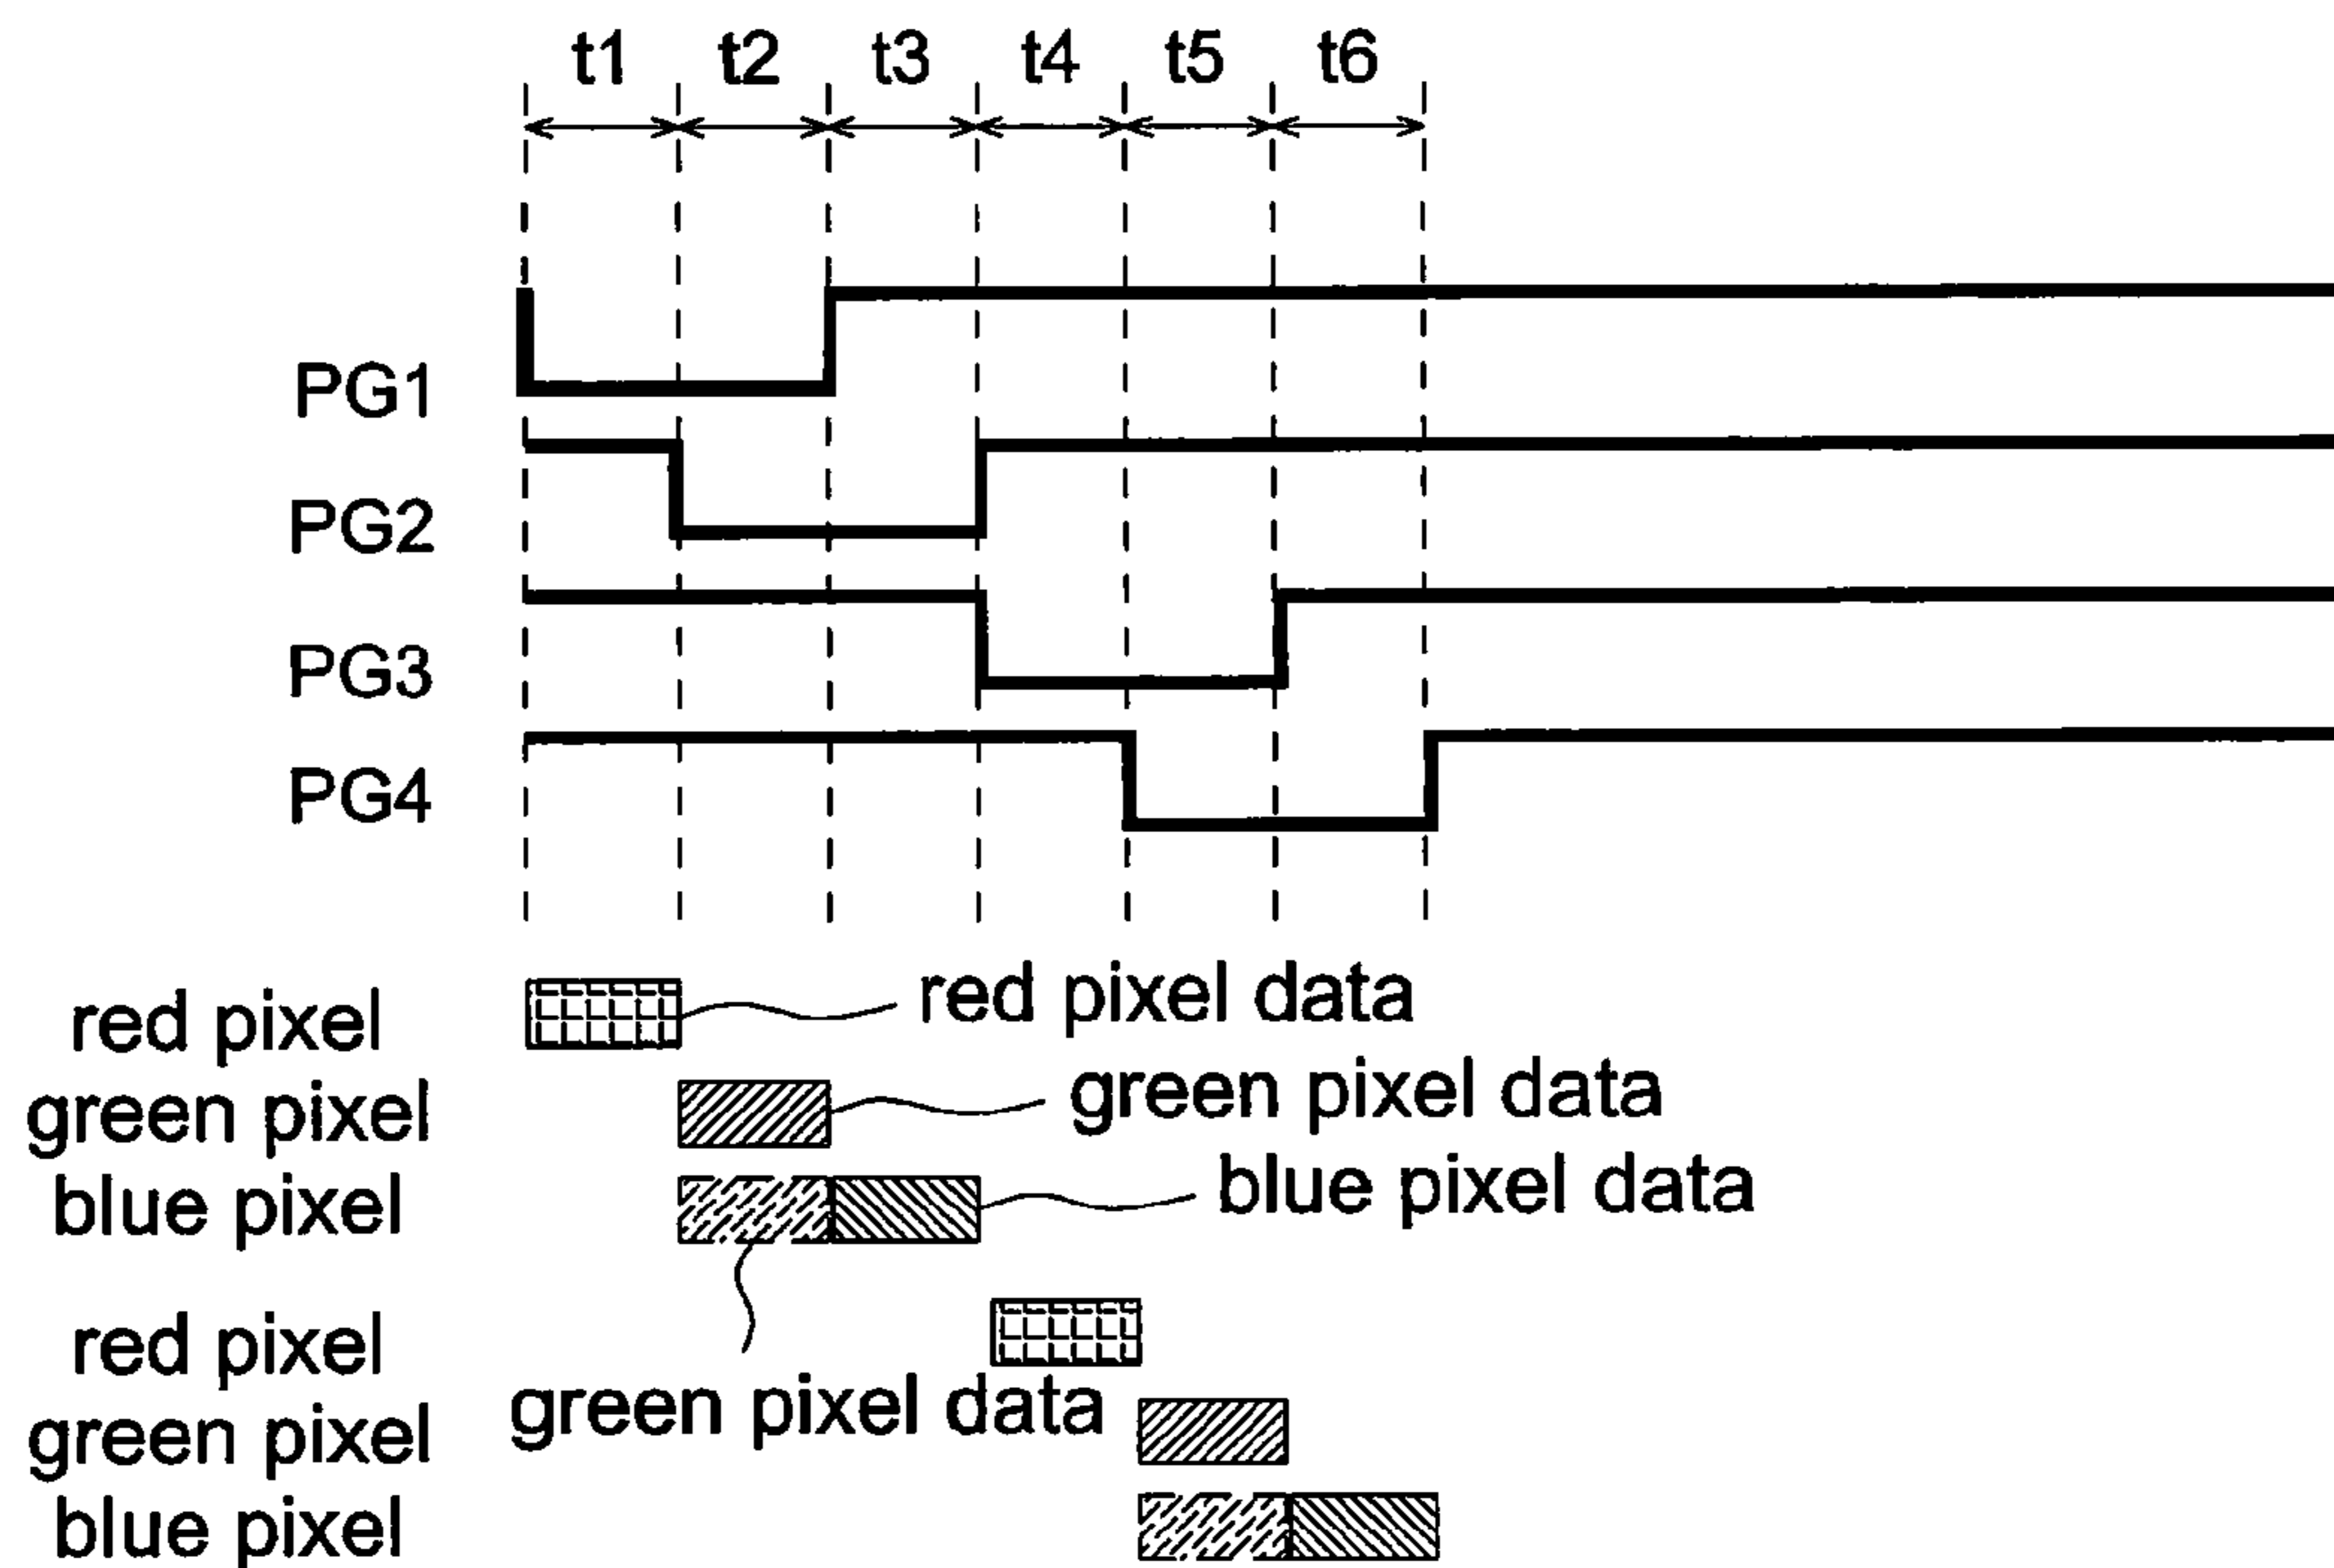 t1 t2 t3 t4 t5 t6
PG1
PG2
PG3
PG4
red pixel red pixel data
green pixel green pixel data
blue pixel blue pixel data
red pixel
green pixel data
green pixel
blue pixel